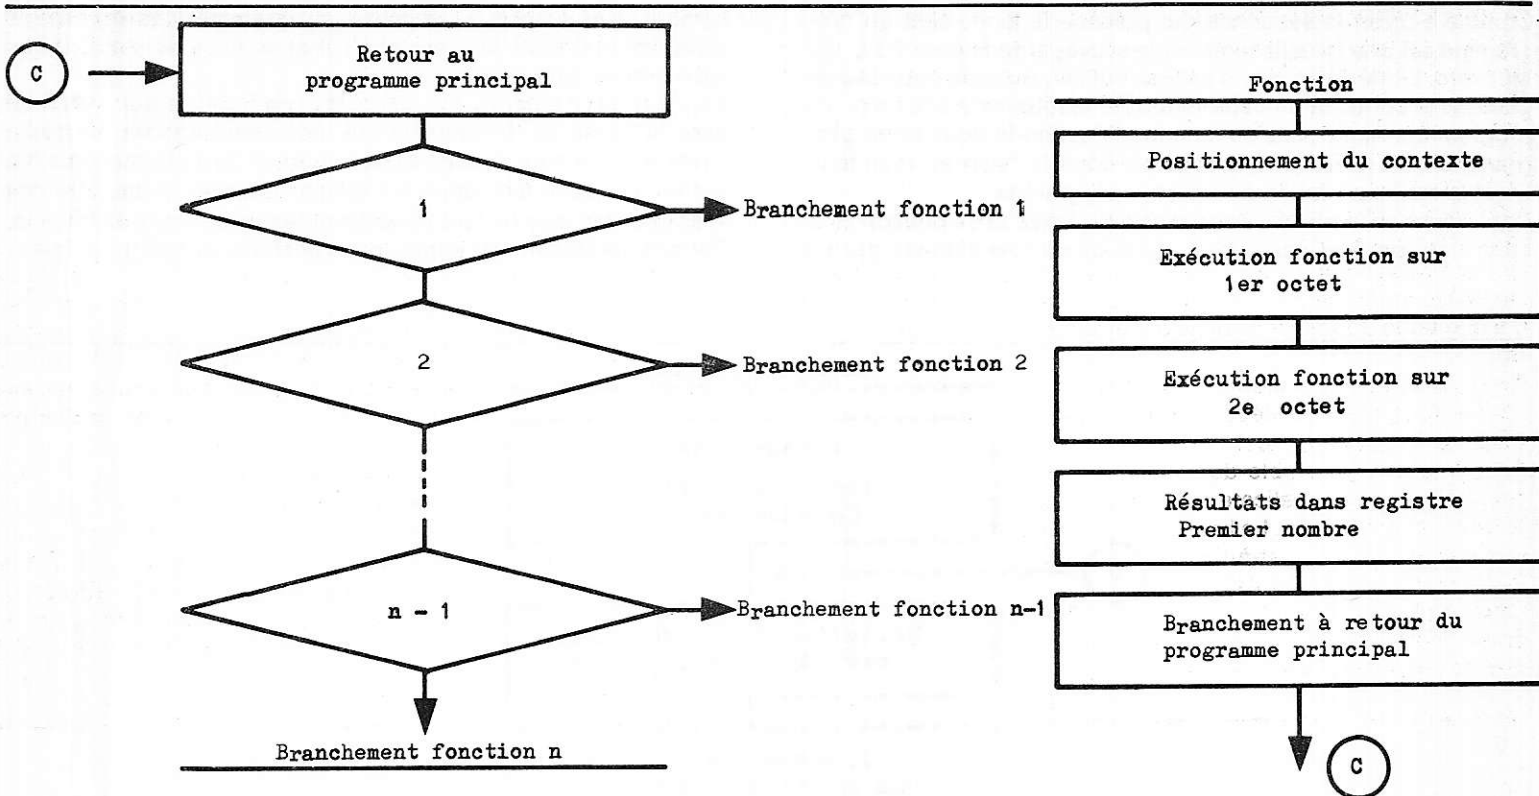 C
Retour au
programme principal
1
Branchement fonction 1
2
Branchement fonction 2
n - 1
Branchement fonction n-1
Branchement fonction n
Fonction
Positionnement du contexte
Exécution fonction sur
1er octet
Exécution fonction sur
2e octet
Résultats dans registre
Premier nombre
Branchement à retour du
programme principal
C